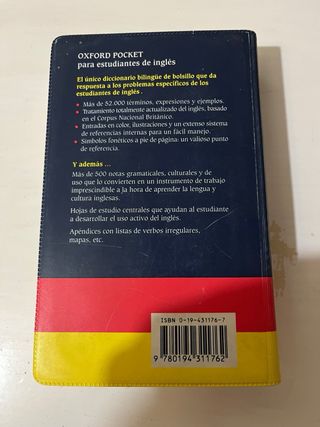 OXFORD POCKET
para estudiantes de inglés
El único diccionario bilingüe de bolsillo que da
respuesta a los problemas específicos de los
estudiantes de inglés.
• Más de 52.000 términos, expresiones y ejemplos.
• Tratamiento totalmente actualizado del inglés, basado
en el Corpus Nacional Británico.
• Entradas en color, ilustraciones y un extenso sistema
de referencias internas para un fácil manejo.
• Símbolos fonéticos a pie de página: un valioso punto
de referencia.
Y además ...
Más de 500 notas gramaticales, culturales y de
uso que lo convierten en un instrumento de trabajo
imprescindible a la hora de aprender la lengua y
cultura inglesas.
Hojas de estudio centrales que ayudan al estudiante
a desarrollar el uso activo del inglés.
Apéndices con listas de verbos irregulares,
mapas, etc.
ISBN 0-19-431176-7
9 780194 311762